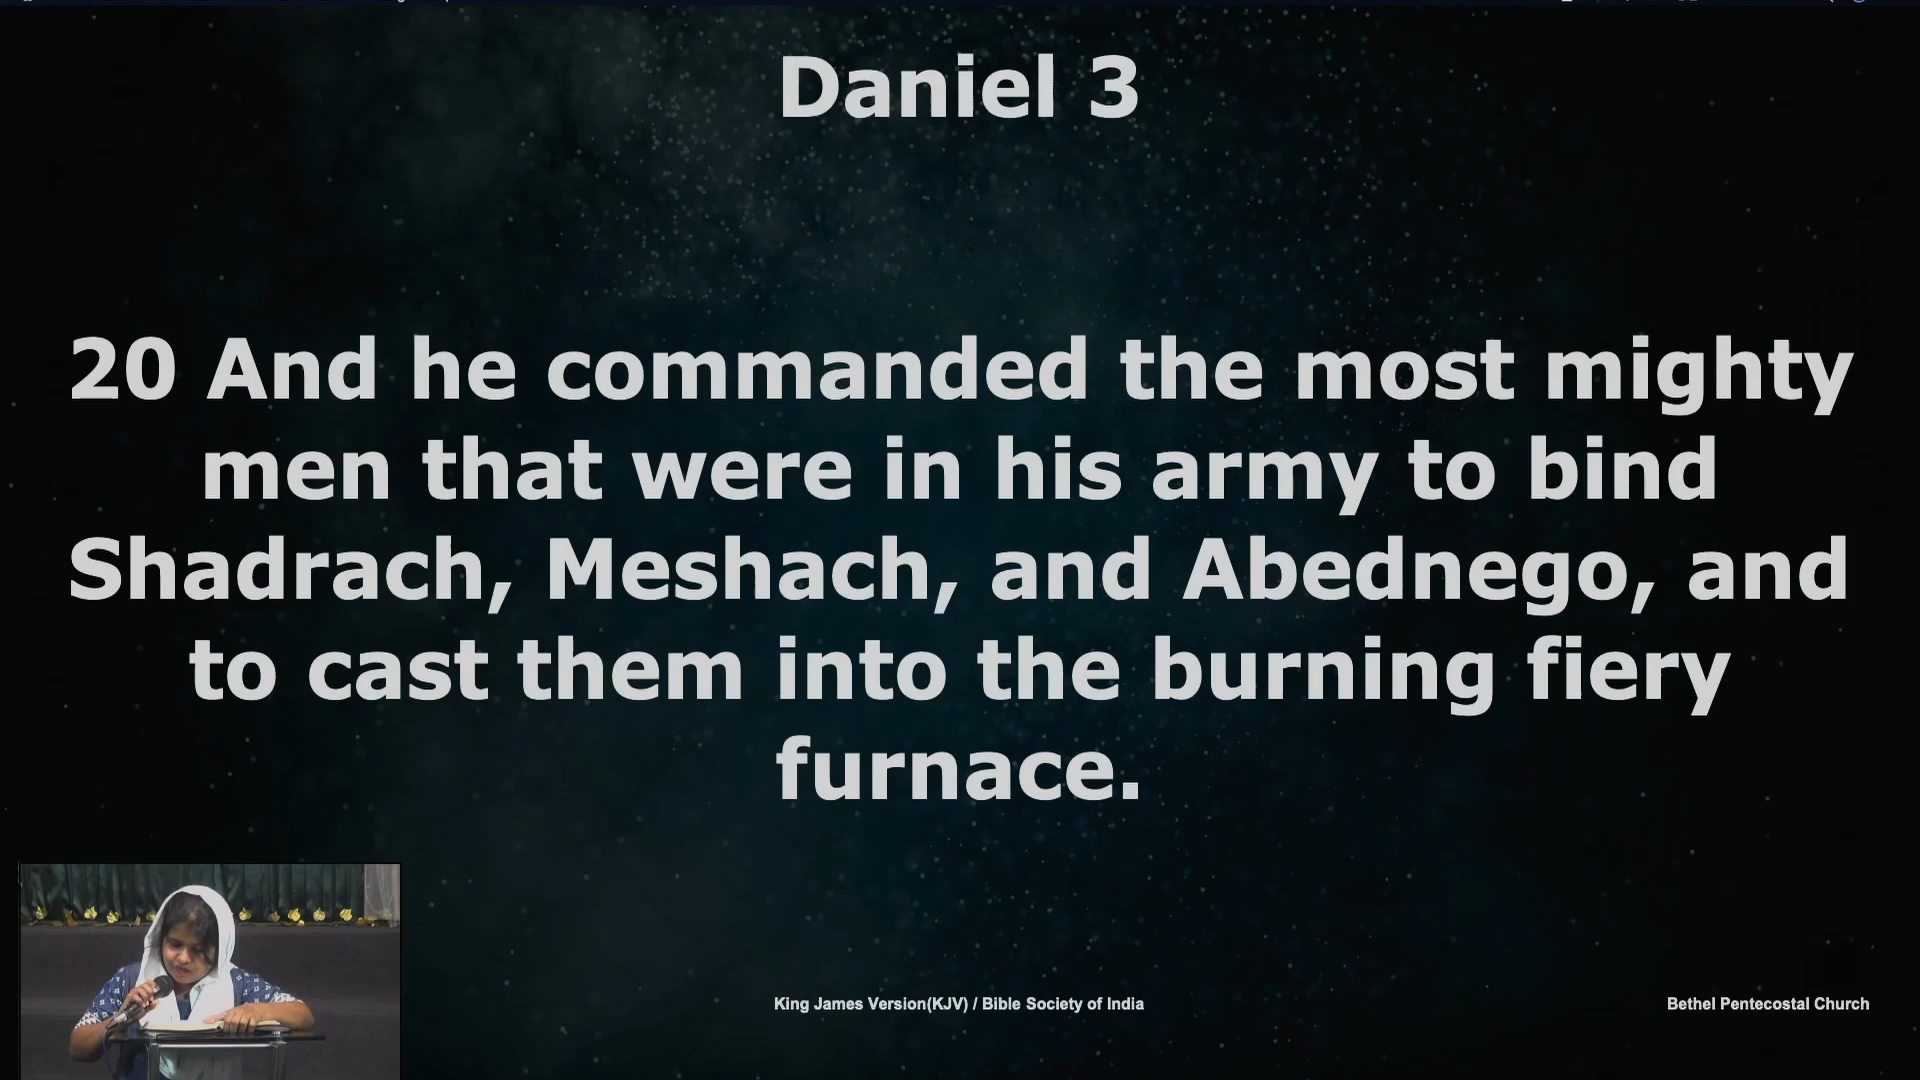 Daniel 3
20 And he commanded the most mighty
men that were in his army to bind
Shadrach, Meshach, and Abednego, and
to cast them into the burning fiery
furnace.
King James Version(KJV) / Bible Society of India
Bethel Pentecostal Church